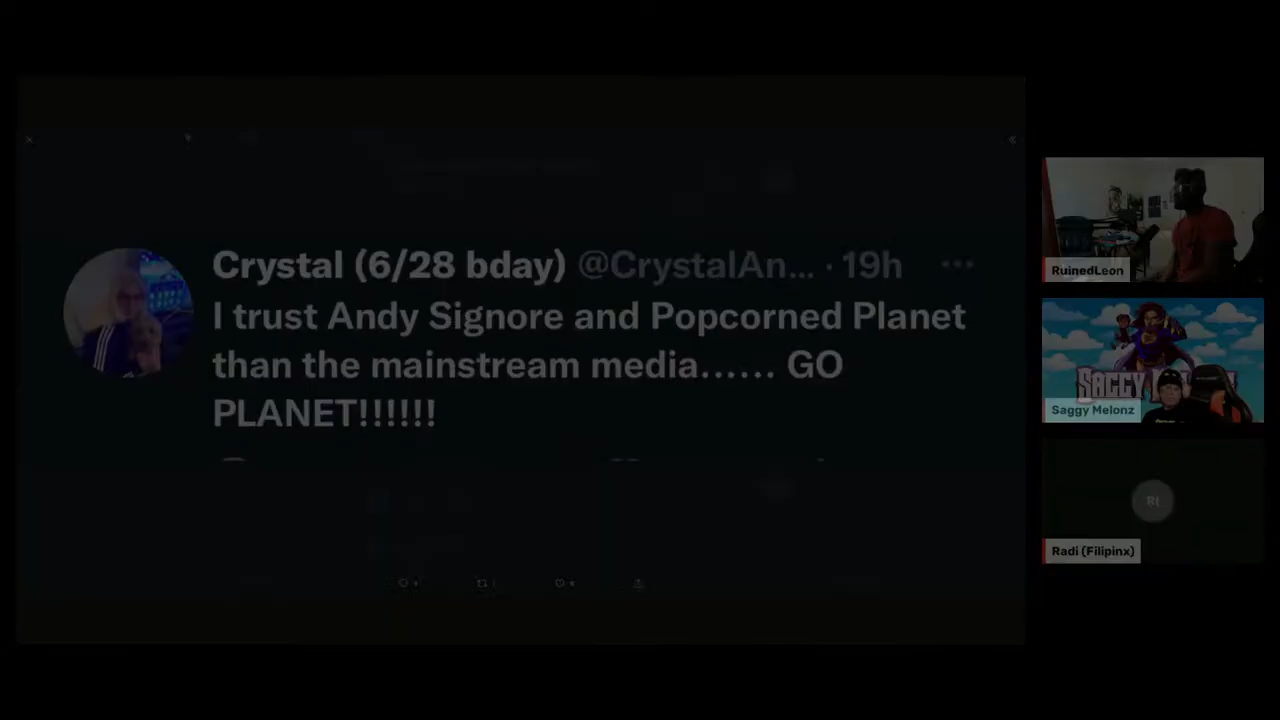 Crystal (6/28 bday) @CrystalAn... · 19h
I trust Andy Signore and Popcorned Planet
than the mainstream media...... GO
PLANET!!!!!!
RuinedLeon
SAGGY
Saggy Melonz
R(
Radi (Filipinx)